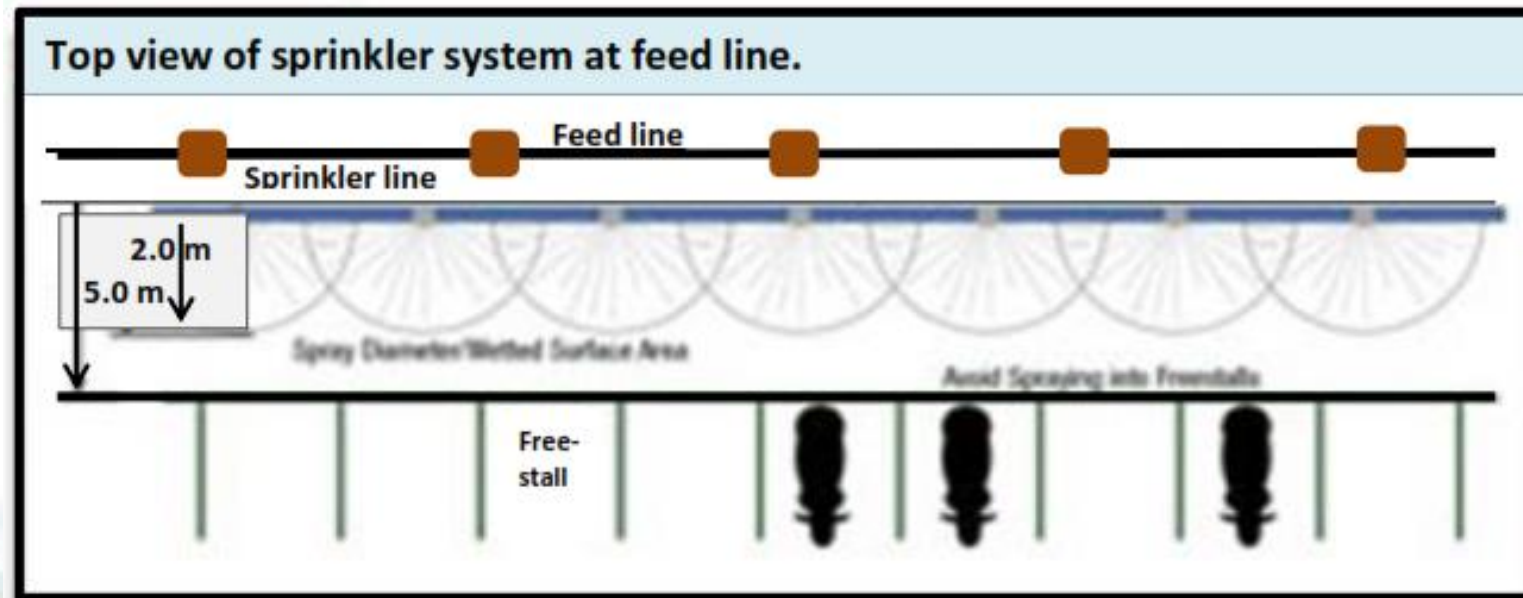 Top view of sprinkler system at feed line.
Feed line
Sprinkler line
2.0 m
5.0 m
Spray Diameter/Wetted Surface Area
Avoid Spraying into Freestalls
Free-
stall